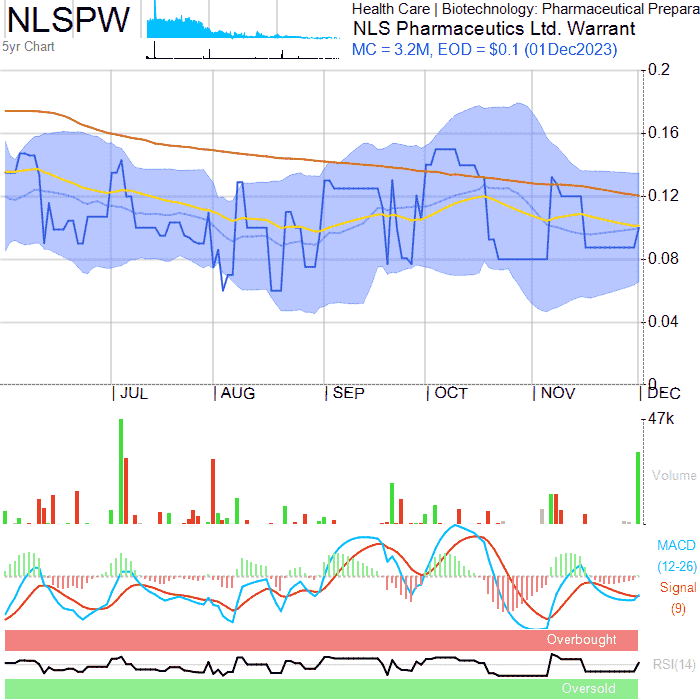 NLSPW
5yr Chart
Health Care | Biotechnology: Pharmaceutical Prepara
NLS Pharmaceutics Ltd. Warrant
MC = 3.2M, EOD = $0.1 (01Dec2023)
0.2
0.16
0.12
0.08
0.04
0
JUL
AUG
SEP
OCT
NOV
DEC
47k
Volume
MACD
(12-26)
Signal
(9)
Overbought
RSI(14)
Oversold